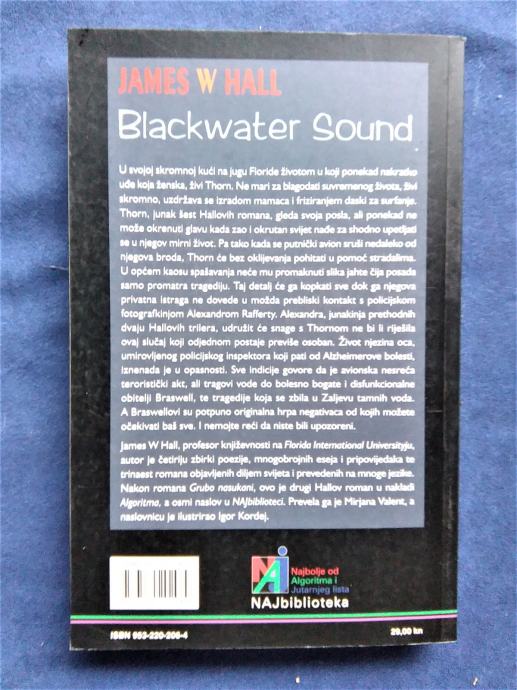 JAMES W HALL
Blackwater Sound
U svojoj skromnoj kući na jugu Floride životom u koji ponekad nakratko
uđe koja ženska, živi Thorn. Ne mari za blagodati suvremenog života, živi
skromno, uzdržava se izradom mamaca i friziranjem daski za surfanje.
Thorn, junak šest Hallovih romana, gleda svoja posla, ali ponekad ne
može okrenuti glavu kada zao i okrutan svijet nađe za shodno upetljati
se u njegov mirni život. Pa tako kada se putnički avion sruši nedaleko od
njegova broda, Thorn će bez oklijevanja pohitati u pomoć stradalima.
U općem kaosu spašavanja neće mu promaknuti slika jahte čija posada
samo promatra tragediju. Taj detalj će ga kopkati sve dok ga njegova
privatna istraga ne dovede u možda prebliski kontakt s policijskom
fotografkinjom Alexandrom Rafferty. Alexandra, junakinja prethodnih
dvaju Hallovih trilera, udružit će snage s Thornom ne bi li riješila
ovaj slučaj koji odjednom postaje previše osoban. Život njezina oca,
umirovljenog policijskog inspektora koji pati od Alzheimerove bolesti,
iznenada je u opasnosti. Sve indicije govore da je avionska nesreća
teroristički akt, ali tragovi vode do bolesno bogate i disfunkcionalne
obitelji Braswell, te tragedije koja se zbila u Zaljevu tamnih voda.
A Braswellovi su potpuno originalna hrpa negativaca od kojih možete
očekivati baš sve. I nemojte reći da niste bili upozoreni.
James W Hall, profesor književnosti na Florida International Universityju,
autor je četiriju zbirki poezije, mnogobrojnih eseja i pripovijedaka te
trinaest romana objavljenih diljem svijeta i prevedenih na mnoge jezike.
Nakon romana Grubo nasukani, ovo je drugi Hallov roman u nakladi
Algoritma, a osmi naslov u NAJbiblioteci. Prevela ga je Mirjana Valent, a
naslovnicu je ilustrirao Igor Kordej.
NAJ
Najbolje od
Algoritma i
Jutarnjeg lista
NAJbiblioteka
ISBN 953-220-206-4
29,00 kn